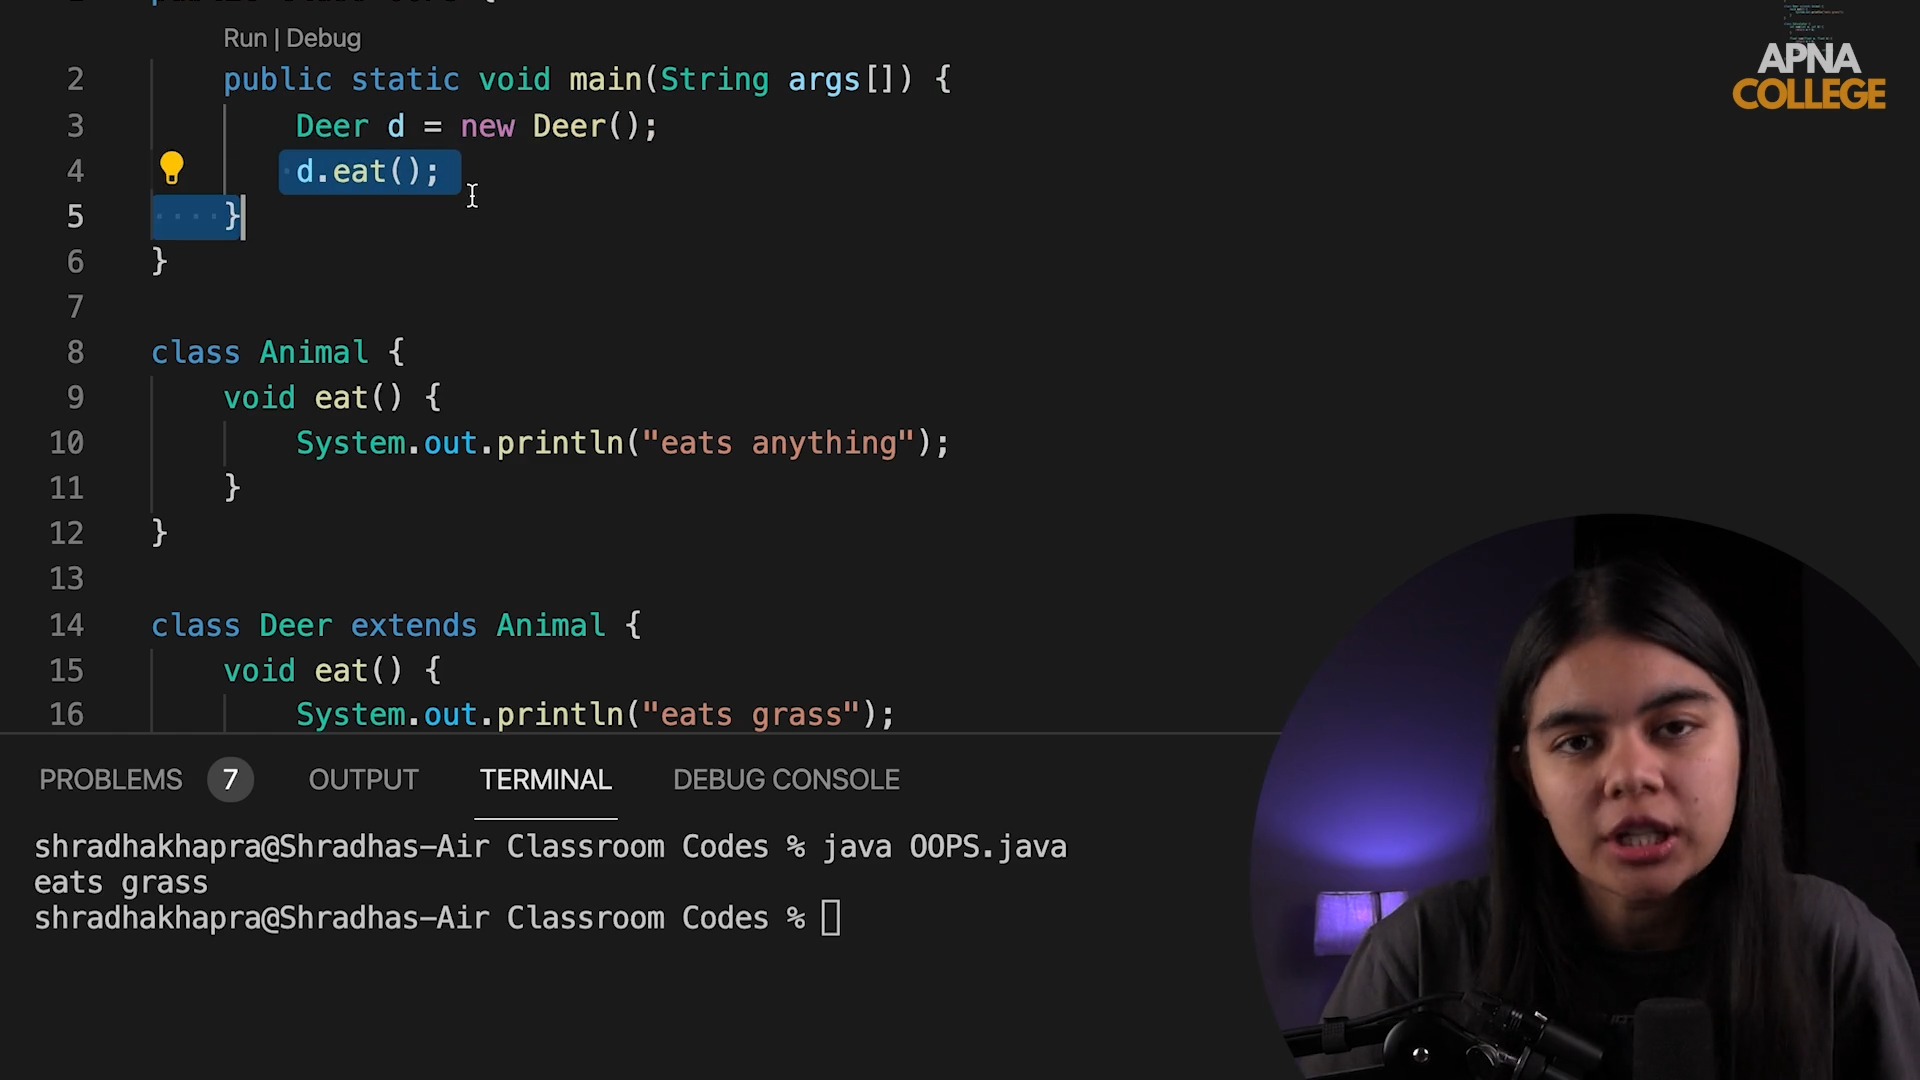 Run | Debug
2 public static void main(String args[]) {
3 Deer d = new Deer();
4 d.eat();
5 }
6 }
7
8 class Animal {
9 void eat() {
10 System.out.println("eats anything");
11 }
12 }
13
14 class Deer extends Animal {
15 void eat() {
16 System.out.println("eats grass");
APNA
COLLEGE
PROBLEMS 7 OUTPUT TERMINAL DEBUG CONSOLE
shradhakhapra@Shradhas-Air Classroom Codes % java OOPS.java
eats grass
shradhakhapra@Shradhas-Air Classroom Codes %